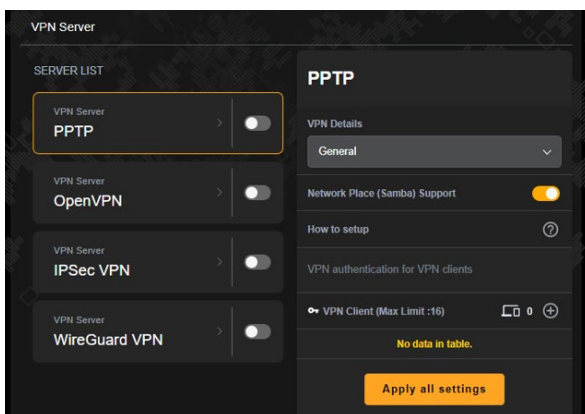 VPN Server
SERVER LIST
VPN Server
PPTP
VPN Server
OpenVPN
VPN Server
IPSec VPN
VPN Server
WireGuard VPN
PPTP
VPN Details
General
Network Place (Samba) Support
How to setup
VPN authentication for VPN clients
VPN Client (Max Limit :16) 0
No data in table.
Apply all settings